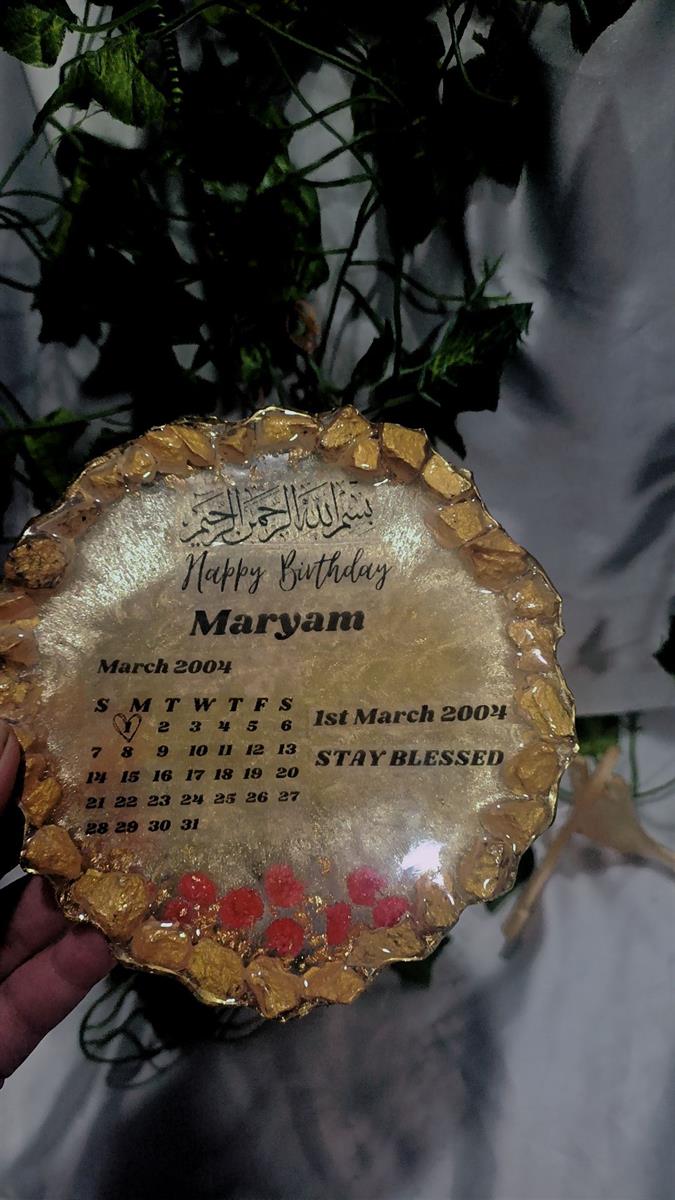 بسم الله الرحمن الرحيم
Happy Birthday
Maryam
March 2004
S M T W T F S
1 2 3 4 5 6
7 8 9 10 11 12 13
14 15 16 17 18 19 20
21 22 23 24 25 26 27
28 29 30 31
1st March 2004
STAY BLESSED